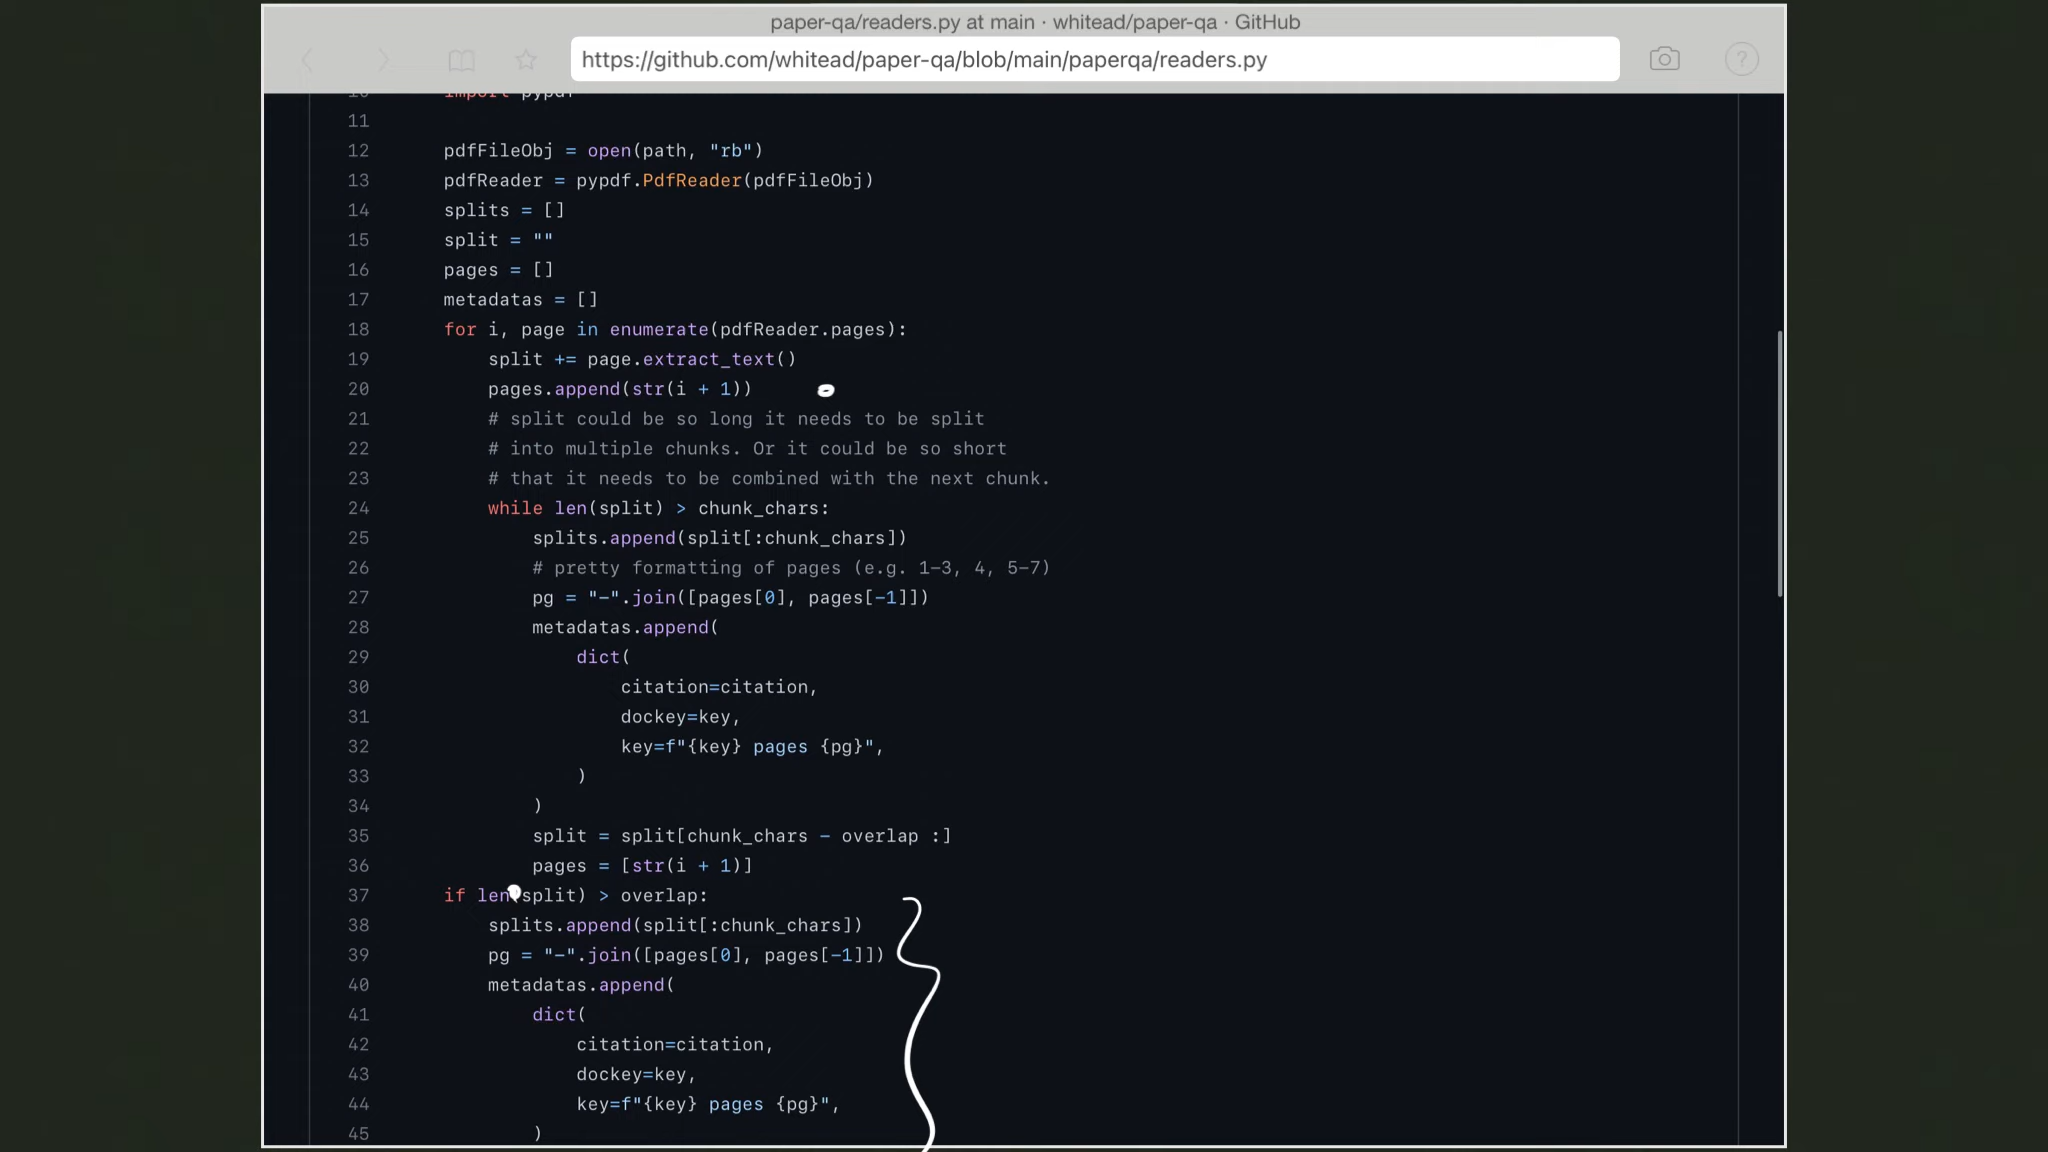 paper-qa/readers.py at main · whitead/paper-qa · GitHub
https://github.com/whitead/paper-qa/blob/main/paperqa/readers.py
10 import pypdf
11
12 pdfFileObj = open(path, "rb")
13 pdfReader = pypdf.PdfReader(pdfFileObj)
14 splits = []
15 split = ""
16 pages = []
17 metadatas = []
18 for i, page in enumerate(pdfReader.pages):
19 split += page.extract_text()
20 pages.append(str(i + 1))
21 # split could be so long it needs to be split
22 # into multiple chunks. Or it could be so short
23 # that it needs to be combined with the next chunk.
24 while len(split) > chunk_chars:
25 splits.append(split[:chunk_chars])
26 # pretty formatting of pages (e.g. 1-3, 4, 5-7)
27 pg = "-".join([pages[0], pages[-1]])
28 metadatas.append(
29 dict(
30 citation=citation,
31 dockey=key,
32 key=f"{key} pages {pg}",
33 )
34 )
35 split = split[chunk_chars - overlap :]
36 pages = [str(i + 1)]
37 if len(split) > overlap:
38 splits.append(split[:chunk_chars])
39 pg = "-".join([pages[0], pages[-1]])
40 metadatas.append(
41 dict(
42 citation=citation,
43 dockey=key,
44 key=f"{key} pages {pg}",
45 )